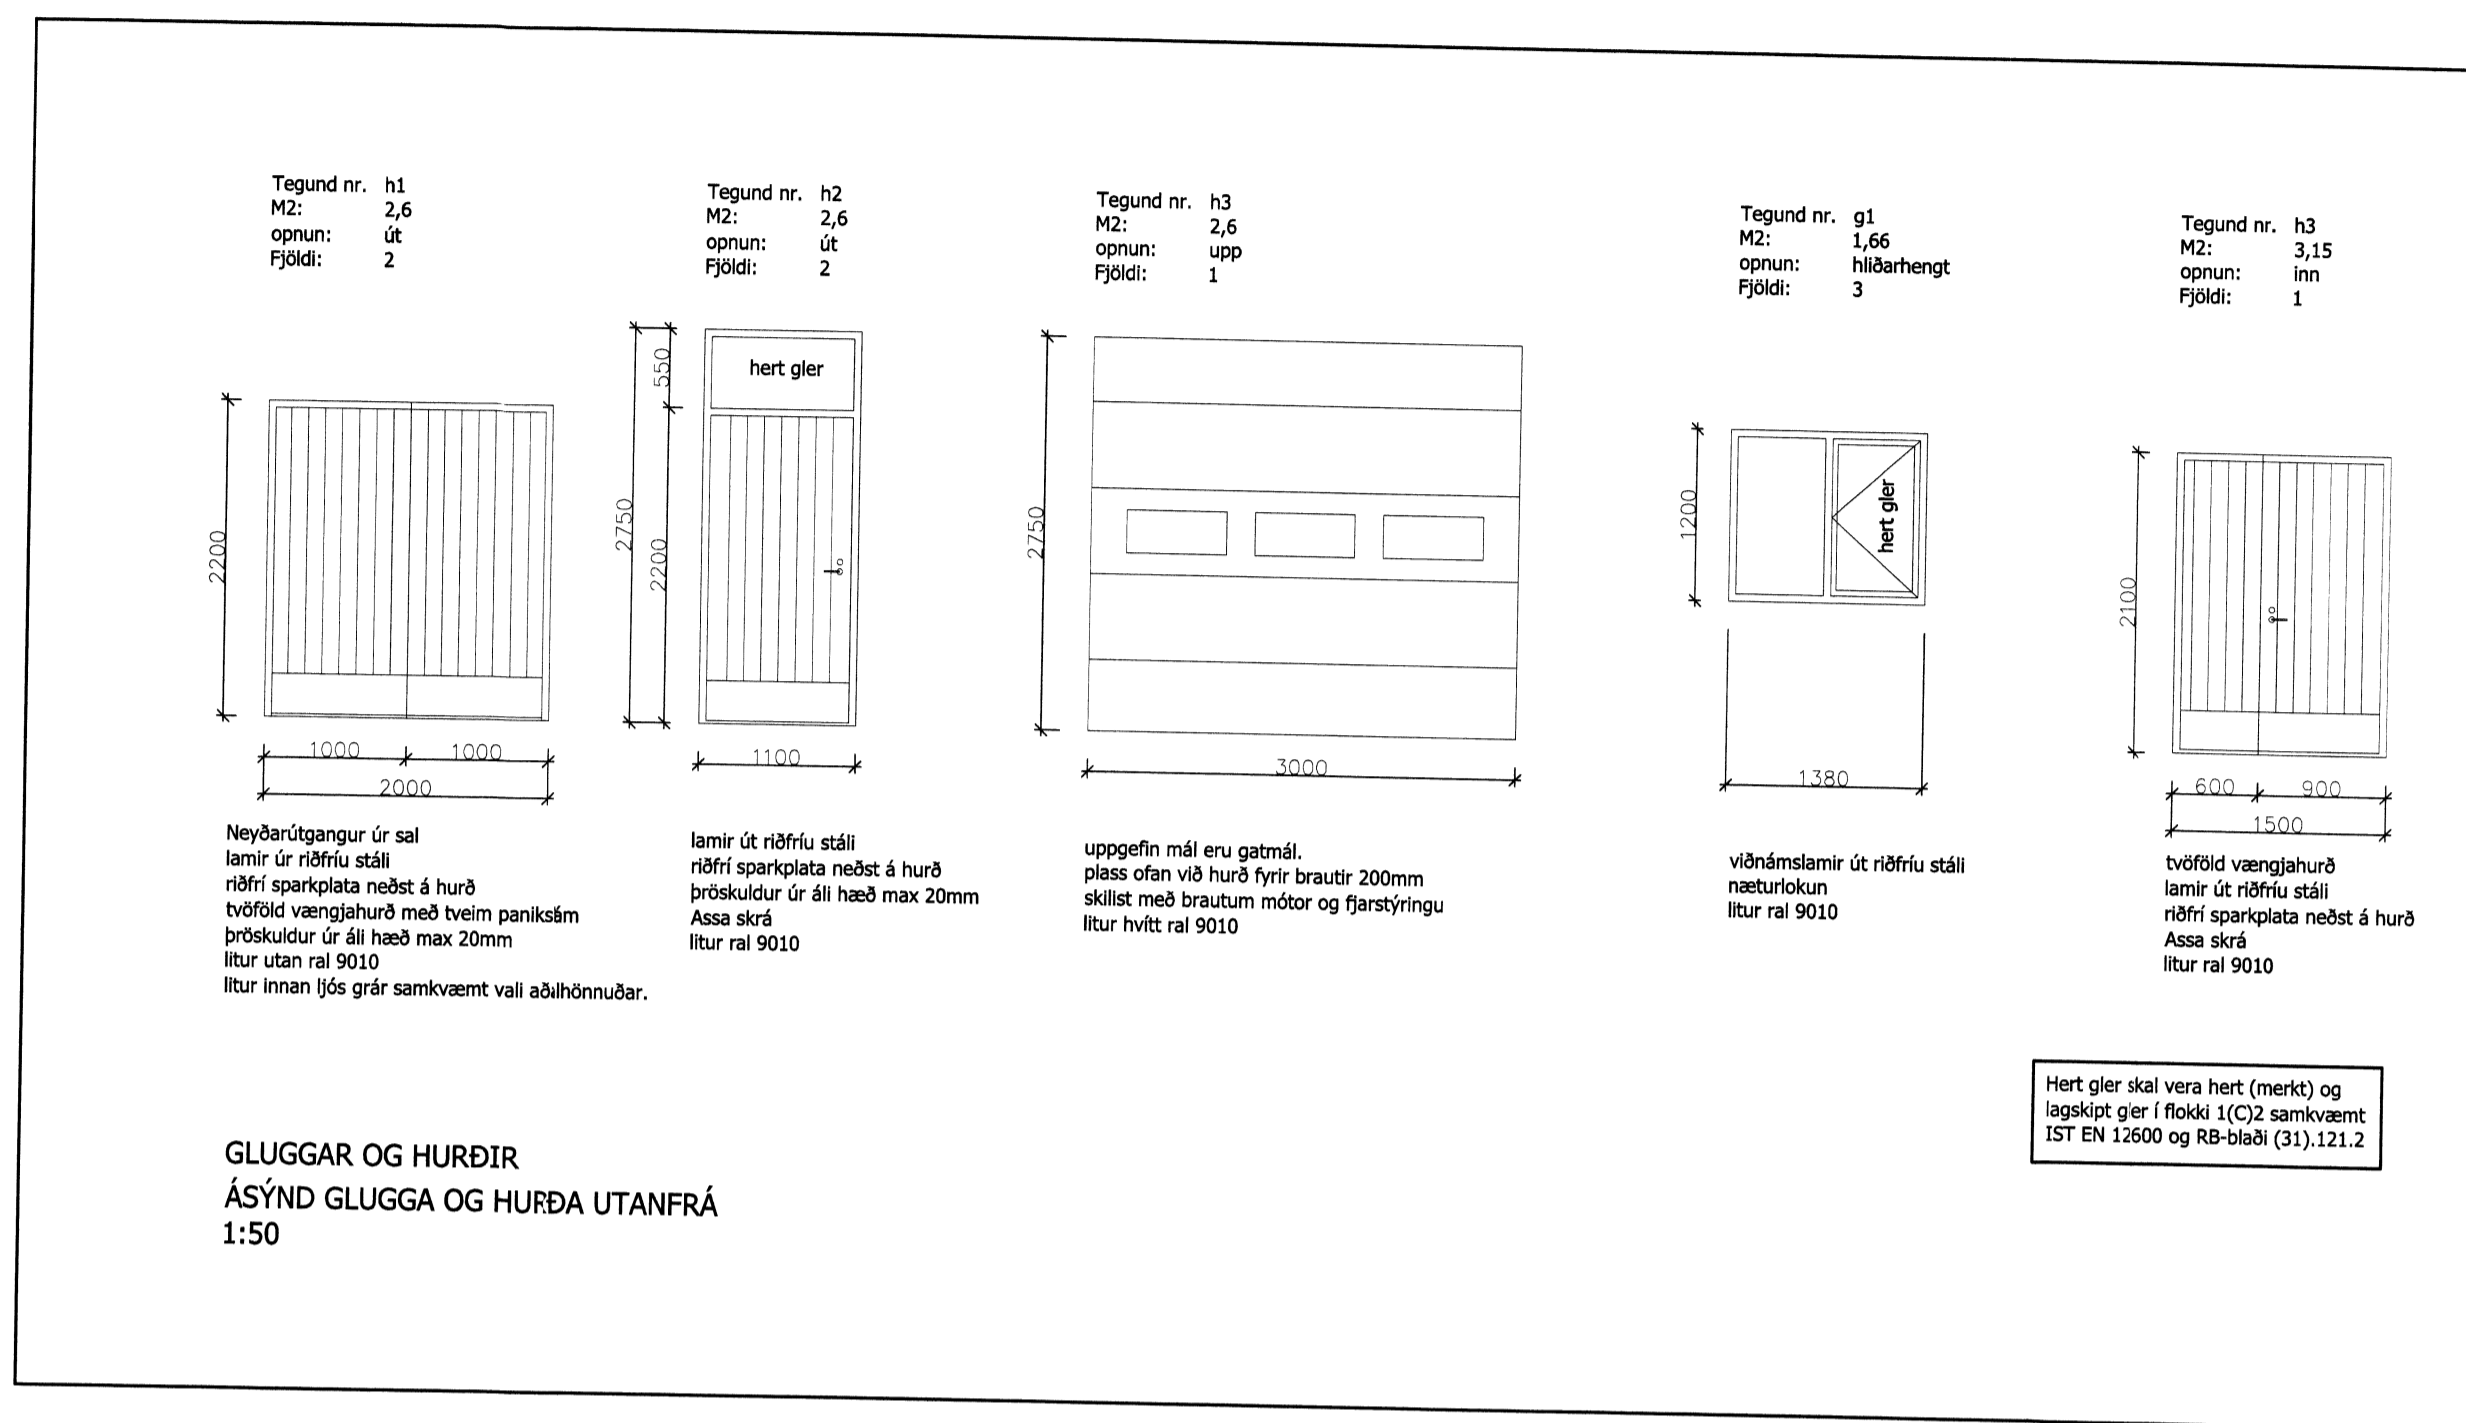 Tegund nr. h1
M2: 2,6
opnun: út
Fjöldi: 2
Tegund nr. h2
M2: 2,6
opnun: út
Fjöldi: 2
Tegund nr. h3
M2: 2,6
opnun: upp
Fjöldi: 1
Tegund nr. g1
M2: 1,66
opnun: hliðarhengt
Fjöldi: 3
Tegund nr. h3
M2: 3,15
opnun: inn
Fjöldi: 1
2200
1000 1000
2000
550
hert gler
2750
2200
1100
2750
3000
1200
hert gler
1380
2100
600 900
1500
Neyðarútgangur úr sal
lamir úr riðfríu stáli
riðfrí sparkplata neðst á hurð
tvöföld vængjahurð með tveim
þröskuldur úr áli hæð max 20mm
litur utan ral 9010
litur innan ljós grár samkvæmt vali aðalhönnuðar.
lamir út riðfríu stáli
riðfrí sparkplata neðst á hurð
þröskuldur úr áli hæð max 20mm
Assa skrá
litur ral 9010
uppgefin mál eru gatmál.
plass ofan við hurð fyrir brautir 200mm
skilist með brautum mótor og fjarstýringu
litur hvítt ral 9010
viðnámslamir út riðfríu stáli
næturlokun
litur ral 9010
tvöföld vængjahurð
lamir út riðfríu stáli
riðfrí sparkplata neðst á hurð
Assa skrá
litur ral 9010
Hert gler skal vera hert (merkt) og
lagskipt gler í flokki 1(C)2 samkvæmt
IST EN 12600 og RB-blaði (31).121.2
GLUGGAR OG HURÐIR
ÁSÝND GLUGGA OG HURÐA UTANFRÁ
1:50